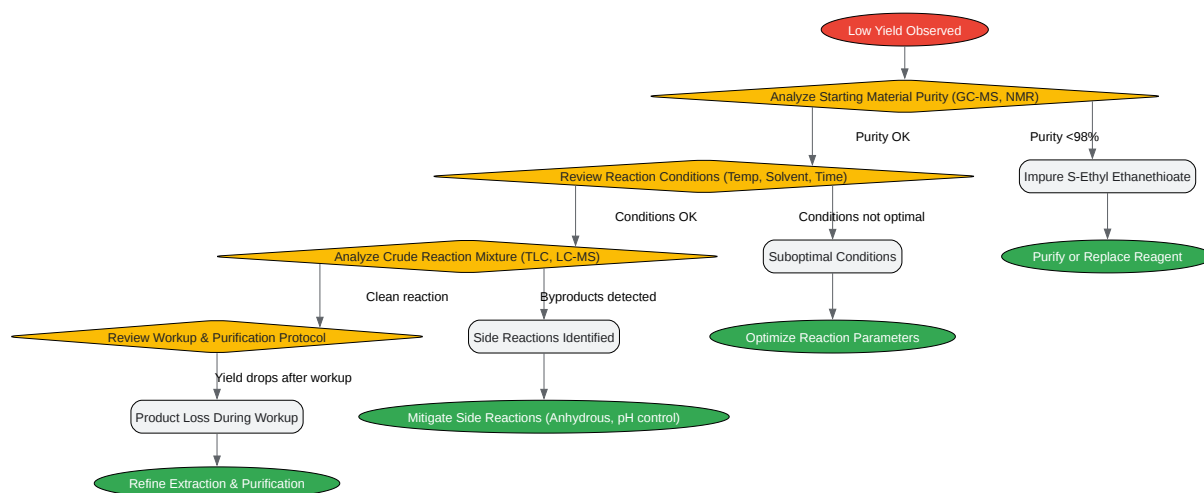 Low Yield Observed
Analyze Starting Material Purity (GC-MS, NMR)
Purity OK
Purity <98%
Review Reaction Conditions (Temp, Solvent, Time)
Impure S-Ethyl Ethanethioate
Conditions OK
Conditions not optimal
Analyze Crude Reaction Mixture (TLC, LC-MS)
Suboptimal Conditions
Purify or Replace Reagent
Clean reaction
Byproducts detected
Review Workup & Purification Protocol
Side Reactions Identified
Optimize Reaction Parameters
Yield drops after workup
Product Loss During Workup
Mitigate Side Reactions (Anhydrous, pH control)
Refine Extraction & Purification